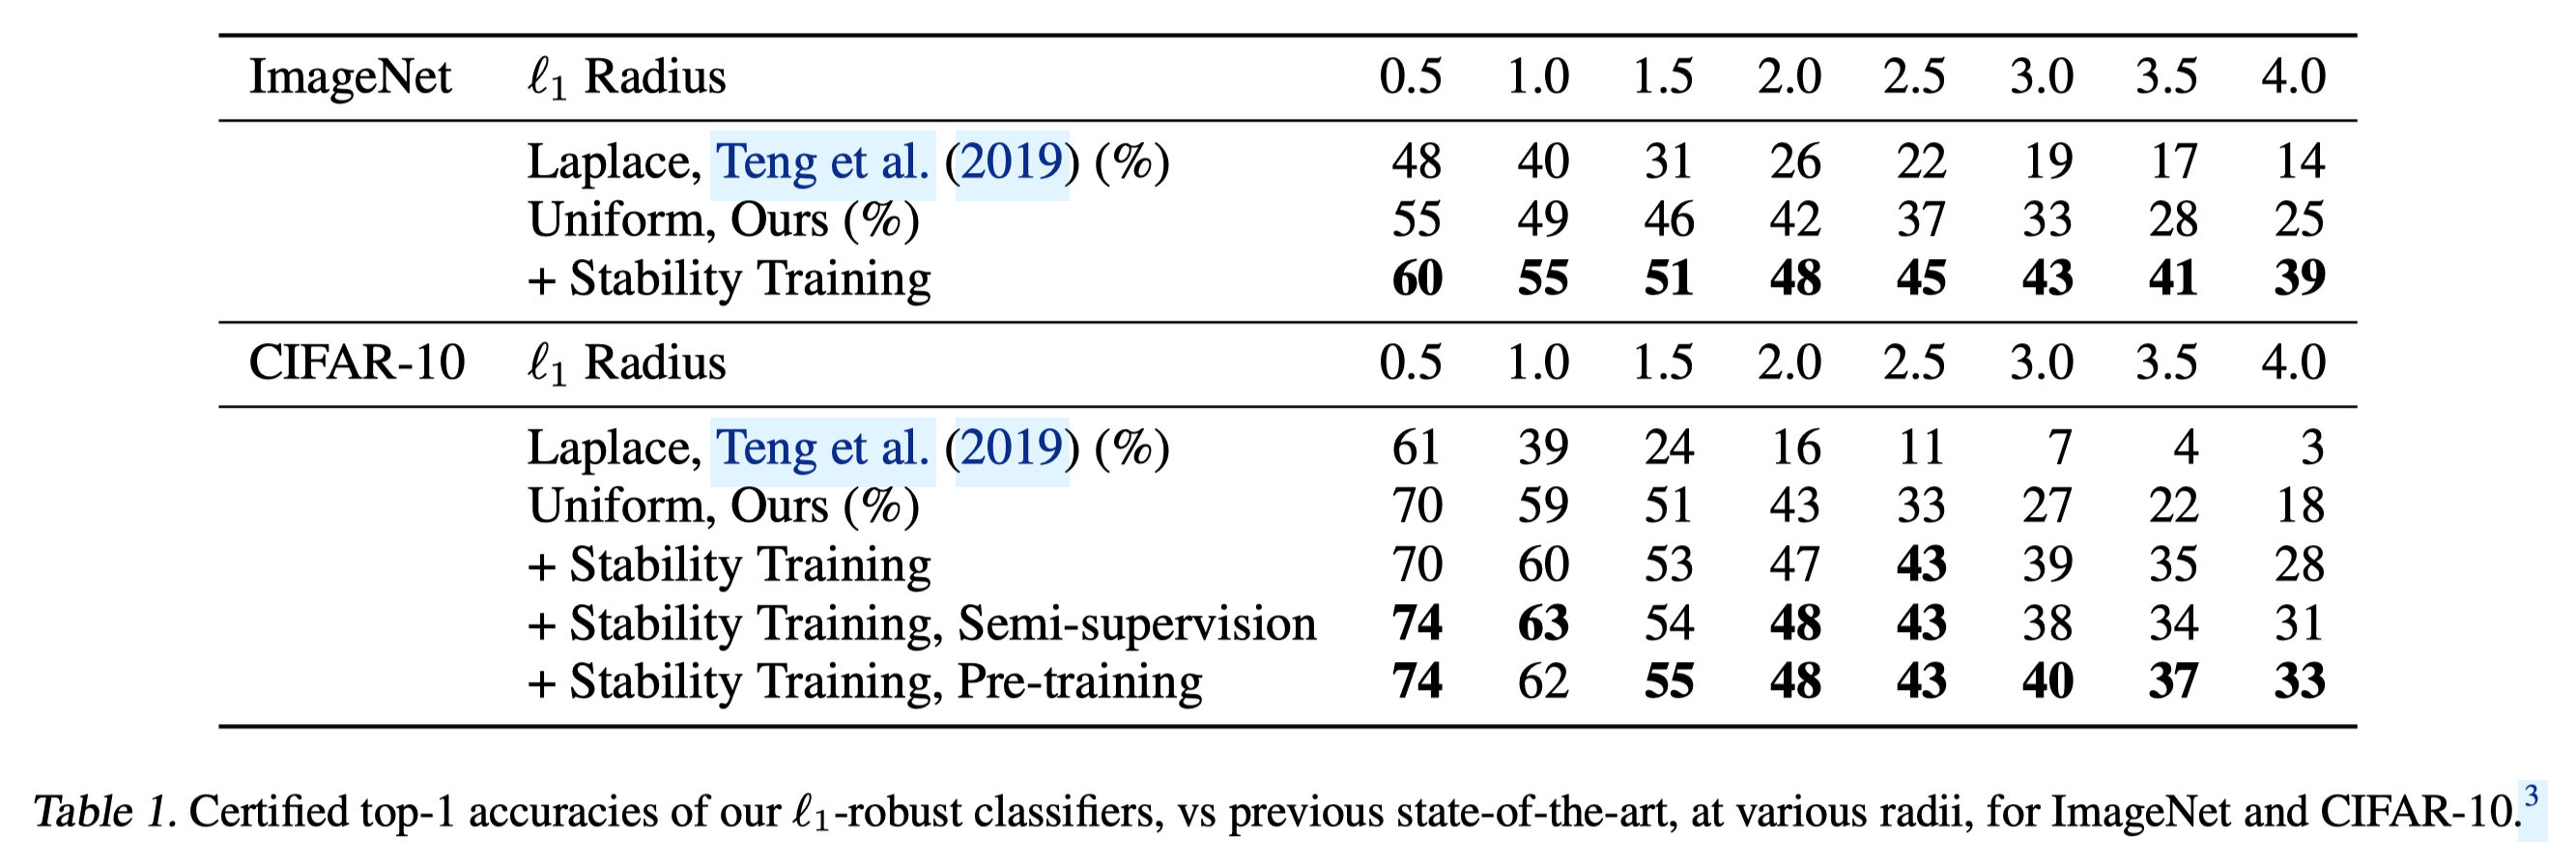 ImageNet ℓ1 Radius 0.5 1.0 1.5 2.0 2.5 3.0 3.5 4.0
Laplace, Teng et al. (2019) (%) 48 40 31 26 22 19 17 14
Uniform, Ours (%) 55 49 46 42 37 33 28 25
+ Stability Training 60 55 51 48 45 43 41 39
CIFAR-10 ℓ1 Radius 0.5 1.0 1.5 2.0 2.5 3.0 3.5 4.0
Laplace, Teng et al. (2019) (%) 61 39 24 16 11 7 4 3
Uniform, Ours (%) 70 59 51 43 33 27 22 18
+ Stability Training 70 60 53 47 43 39 35 28
+ Stability Training, Semi-supervision 74 63 54 48 43 38 34 31
+ Stability Training, Pre-training 74 62 55 48 43 40 37 33
Table 1. Certified top-1 accuracies of our ℓ1-robust classifiers, vs previous state-of-the-art, at various radii, for ImageNet and CIFAR-10.3